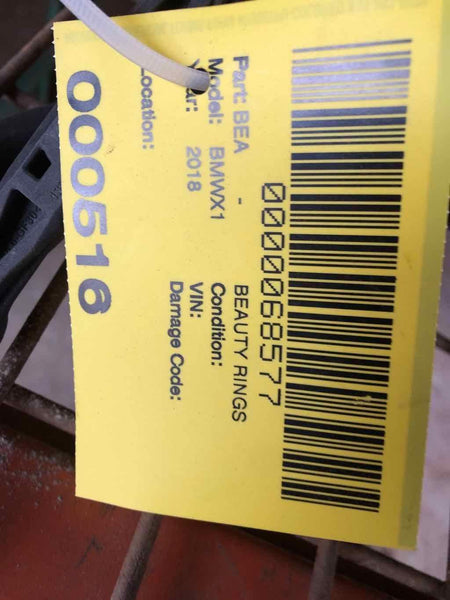 0000068577
Part: BEA - BEAUTY RINGS
Model: BMWX1 Condition:
Year: 2018 VIN:
Damage Code:
Location:
000516